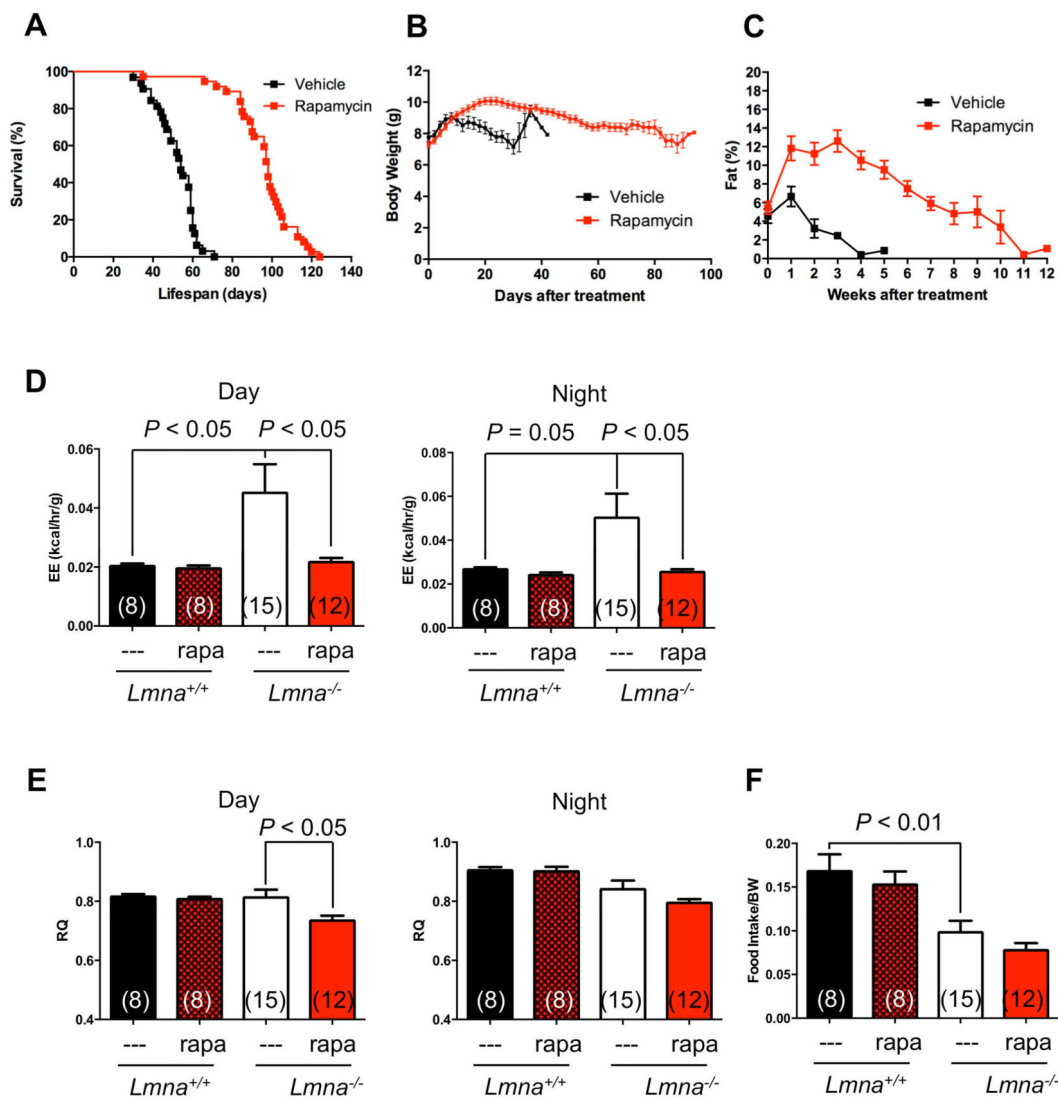 A
Survival (%)
100
80
60
40
20
0
0 20 40 60 80 100 120 140
Lifespan (days)
Vehicle
Rapamycin
B
Body Weight (g)
12
10
8
6
4
2
0
0 20 40 60 80 100
Days after treatment
Vehicle
Rapamycin
C
Fat (%)
20
18
16
14
12
10
8
6
4
2
0
0 1 2 3 4 5 6 7 8 9 10 11 12
Weeks after treatment
Vehicle
Rapamycin
D
Day
P < 0.05 P < 0.05
EE (kcal/hr/g)
0.06
0.04
0.02
0.00
(8) (8) (15) (12)
--- rapa --- rapa
Lmna+/+ Lmna-/-
Night
P = 0.05 P < 0.05
EE (kcal/hr/g)
0.08
0.06
0.04
0.02
0.00
(8) (8) (15) (12)
--- rapa --- rapa
Lmna+/+ Lmna-/-
E
Day
P < 0.05
RQ
1.0
0.8
0.6
0.4
(8) (8) (15) (12)
--- rapa --- rapa
Lmna+/+ Lmna-/-
Night
RQ
1.0
0.8
0.6
0.4
(8) (8) (15) (12)
--- rapa --- rapa
Lmna+/+ Lmna-/-
F
P < 0.01
Food Intake/BW
0.20
0.15
0.10
0.05
0.00
(8) (8) (15) (12)
--- rapa --- rapa
Lmna+/+ Lmna-/-